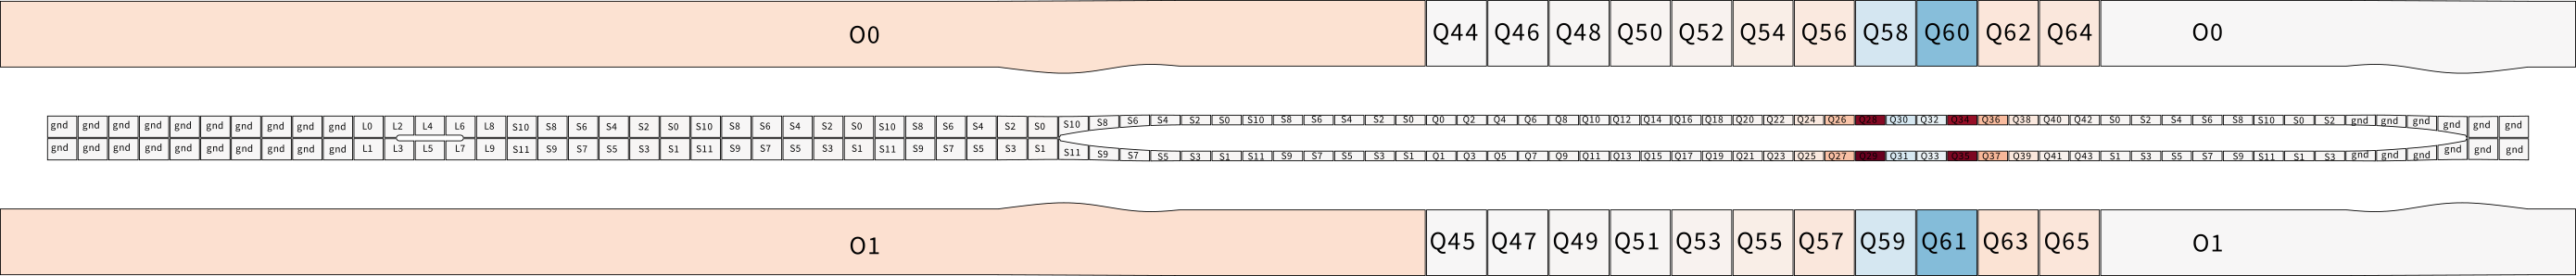 O0 Q44 Q46 Q48 Q50 Q52 Q54 Q56 Q58 Q60 Q62 Q64 O0
gnd gnd gnd gnd gnd gnd gnd gnd gnd gnd L0 L2 L4 L6 L8 S10 S8 S6 S4 S2 S0 S10 S8 S6 S4 S2 S0 S10 S8 S6 S4 S2 S0 S10 S8 S6 S4 S2 S0 S10 S8 S6 S4 S2 S0 Q0 Q2 Q4 Q6 Q8 Q10 Q12 Q14 Q16 Q18 Q20 Q22 Q24 Q26 Q28 Q30 Q32 Q34 Q36 Q38 Q40 Q42 S0 S2 S4 S6 S8 S10 S0 S2 gnd gnd gnd gnd gnd gnd
gnd gnd gnd gnd gnd gnd gnd gnd gnd gnd L1 L3 L5 L7 L9 S11 S9 S7 S5 S3 S1 S11 S9 S7 S5 S3 S1 S11 S9 S7 S5 S3 S1 S11 S9 S7 S5 S3 S1 S11 S9 S7 S5 S3 S1 Q1 Q3 Q5 Q7 Q9 Q11 Q13 Q15 Q17 Q19 Q21 Q23 Q25 Q27 Q29 Q31 Q33 Q35 Q37 Q39 Q41 Q43 S1 S3 S5 S7 S9 S11 S1 S3 gnd gnd gnd gnd gnd gnd
O1 Q45 Q47 Q49 Q51 Q53 Q55 Q57 Q59 Q61 Q63 Q65 O1